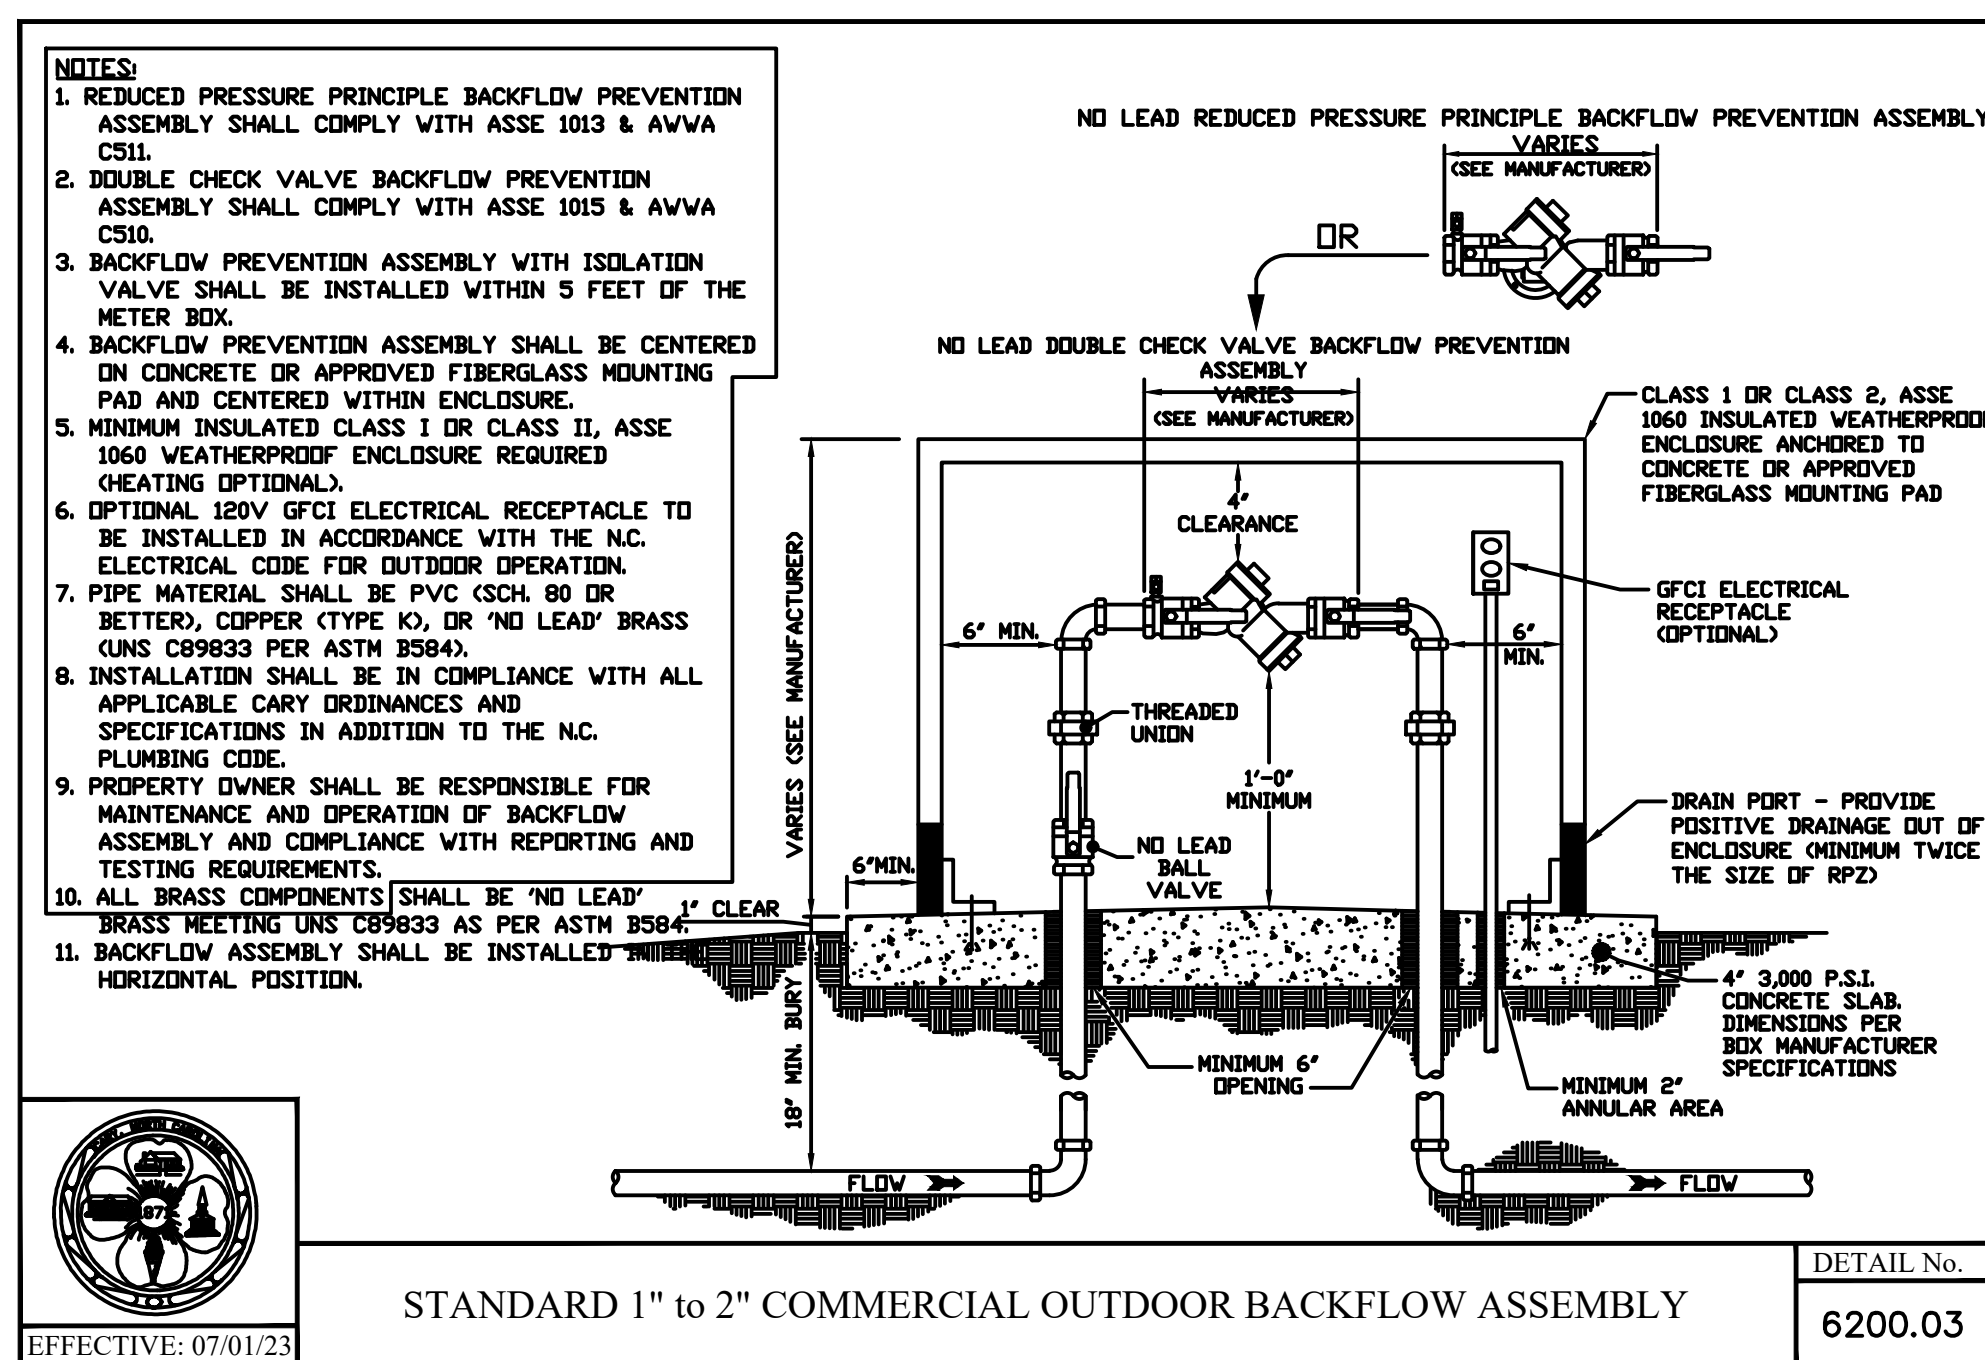 NOTES:
1. REDUCED PRESSURE PRINCIPLE BACKFLOW PREVENTION
ASSEMBLY SHALL COMPLY WITH ASSE 1013 & AWWA
C511.
2. DOUBLE CHECK VALVE BACKFLOW PREVENTION
ASSEMBLY SHALL COMPLY WITH ASSE 1015 & AWWA
C510.
3. BACKFLOW PREVENTION ASSEMBLY WITH ISOLATION
VALVE SHALL BE INSTALLED WITHIN 5 FEET OF THE
METER BOX.
4. BACKFLOW PREVENTION ASSEMBLY SHALL BE CENTERED
ON CONCRETE OR APPROVED FIBERGLASS MOUNTING
PAD AND CENTERED WITHIN ENCLOSURE.
5. MINIMUM INSULATED CLASS I OR CLASS II, ASSE
1060 WEATHERPROOF ENCLOSURE REQUIRED
(HEATING OPTIONAL).
6. OPTIONAL 120V GFCI ELECTRICAL RECEPTACLE TO
BE INSTALLED IN ACCORDANCE WITH THE N.C.
ELECTRICAL CODE FOR OUTDOOR OPERATION.
7. PIPE MATERIAL SHALL BE PVC (SCH. 80 OR
BETTER), COPPER (TYPE K), OR 'NO LEAD' BRASS
(UNS C89833 PER ASTM B584).
8. INSTALLATION SHALL BE IN COMPLIANCE WITH ALL
APPLICABLE CARY ORDINANCES AND
SPECIFICATIONS IN ADDITION TO THE N.C.
PLUMBING CODE.
9. PROPERTY OWNER SHALL BE RESPONSIBLE FOR
MAINTENANCE AND OPERATION OF BACKFLOW
ASSEMBLY AND COMPLIANCE WITH REPORTING AND
TESTING REQUIREMENTS.
10. ALL BRASS COMPONENTS SHALL BE 'NO LEAD'
BRASS MEETING UNS C89833 AS PER ASTM B584.
11. BACKFLOW ASSEMBLY SHALL BE INSTALLED
HORIZONTAL POSITION.
NO LEAD REDUCED PRESSURE PRINCIPLE BACKFLOW PREVENTION ASSEMBLY
VARIES
(SEE MANUFACTURER)
OR
NO LEAD DOUBLE CHECK VALVE BACKFLOW PREVENTION
ASSEMBLY
VARIES
(SEE MANUFACTURER)
CLASS 1 OR CLASS 2, ASSE
1060 INSULATED WEATHERPROOF
ENCLOSURE ANCHORED TO
CONCRETE OR APPROVED
FIBERGLASS MOUNTING PAD
4"
CLEARANCE
GFCI ELECTRICAL
RECEPTACLE
(OPTIONAL)
6" MIN.
6"
MIN.
VARIES (SEE MANUFACTURER)
THREADED
UNION
1'-0"
MINIMUM
NO LEAD
BALL
VALVE
DRAIN PORT - PROVIDE
POSITIVE DRAINAGE OUT OF
ENCLOSURE (MINIMUM TWICE
THE SIZE OF RPZ)
6"MIN.
1" CLEAR
18" MIN. BURY
4" 3,000 P.S.I.
CONCRETE SLAB.
DIMENSIONS PER
BOX MANUFACTURER
SPECIFICATIONS
MINIMUM 6"
OPENING
MINIMUM 2"
ANNULAR AREA
FLOW
FLOW
CARY, NORTH CAROLINA
1871
EFFECTIVE: 07/01/23
STANDARD 1" to 2" COMMERCIAL OUTDOOR BACKFLOW ASSEMBLY
DETAIL No.
6200.03